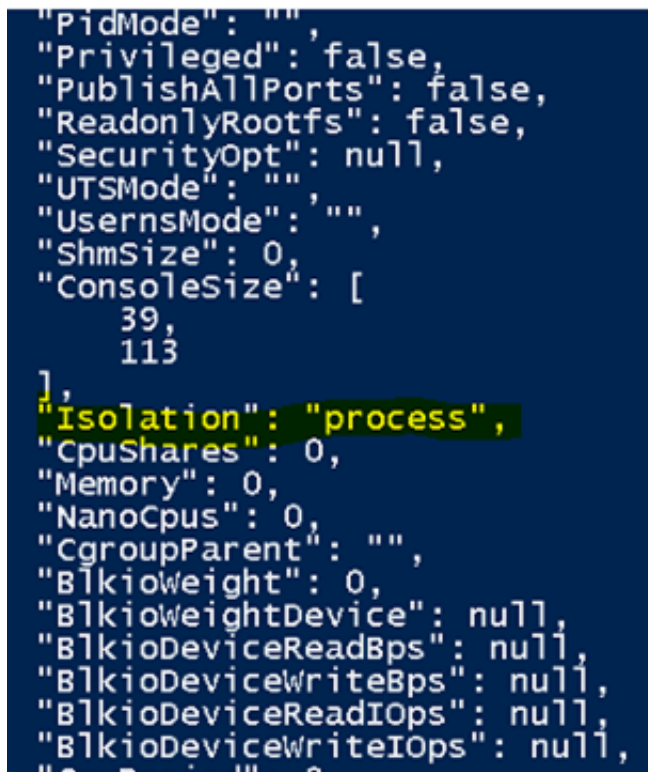 "PidMode": "",
"Privileged": false,
"PublishAllPorts": false,
"ReadonlyRootfs": false,
"SecurityOpt": null,
"UTSMode": "",
"UsernsMode": "",
"ShmSize": 0,
"ConsoleSize": [
39,
113
],
"Isolation": "process",
"CpuShares": 0,
"Memory": 0,
"NanoCpus": 0,
"CgroupParent": "",
"BlkioWeight": 0,
"BlkioWeightDevice": null,
"BlkioDeviceReadBps": null,
"BlkioDeviceWriteBps": null,
"BlkioDeviceReadIOps": null,
"BlkioDeviceWriteIOps": null,